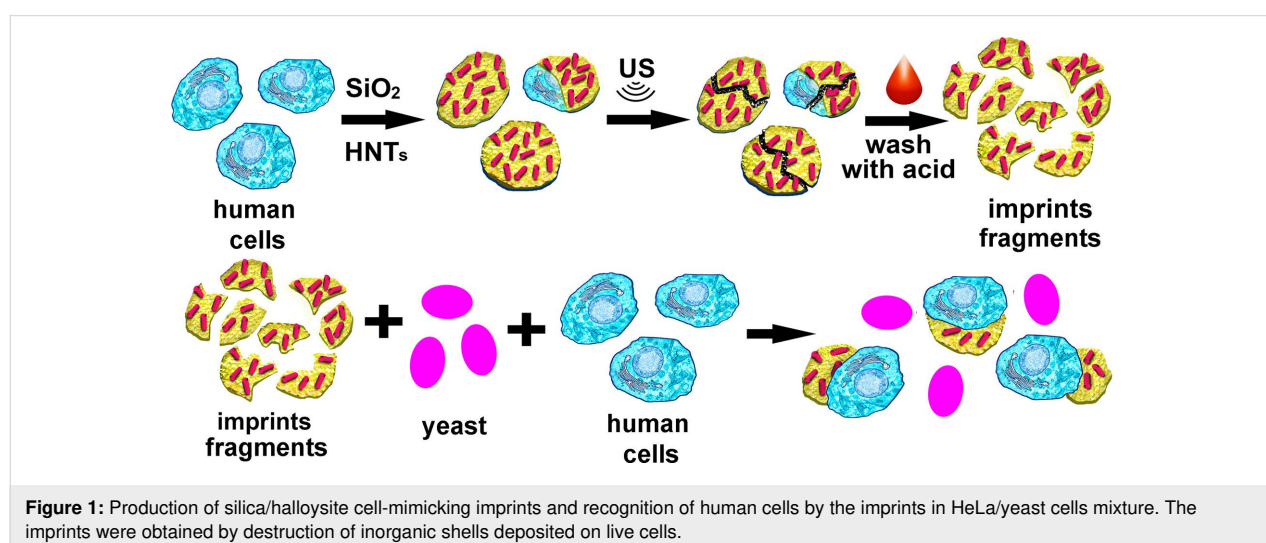 SiO₂
HNTs
US
wash
with acid
human
cells
imprints
fragments
imprints
fragments
yeast
human
cells
Figure 1: Production of silica/halloysite cell-mimicking imprints and recognition of human cells by the imprints in HeLa/yeast cells mixture. The
imprints were obtained by destruction of inorganic shells deposited on live cells.